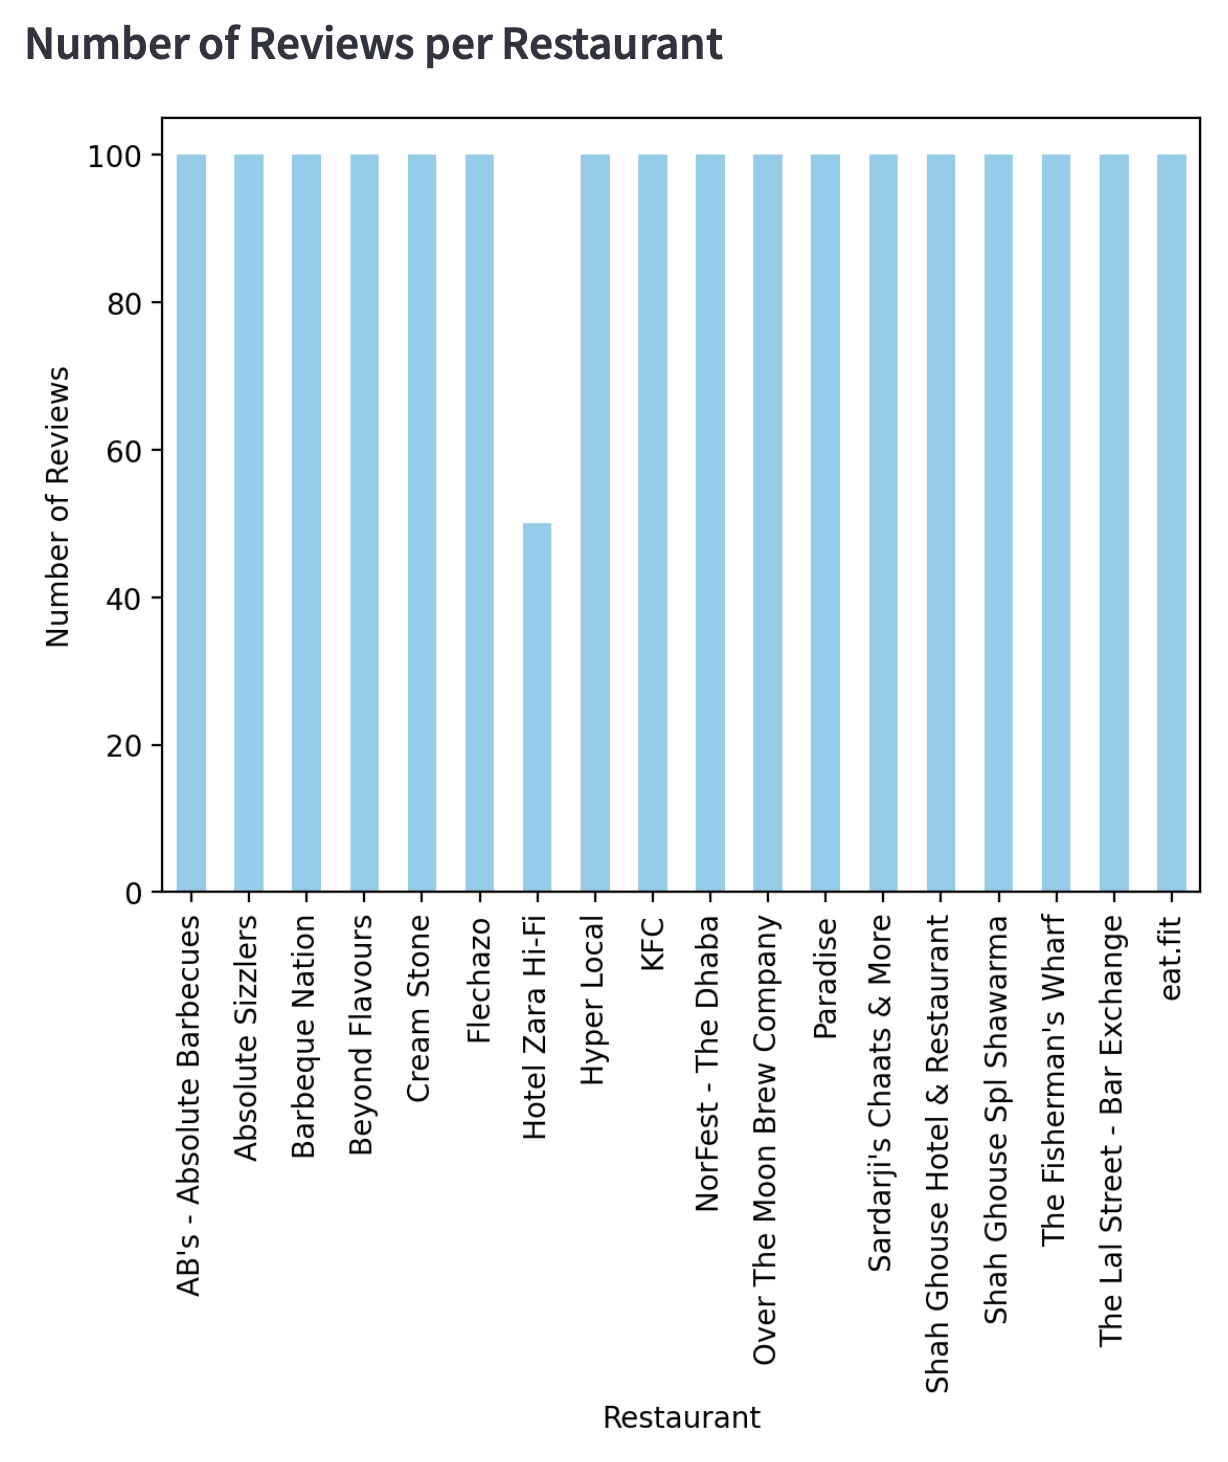 Number of Reviews per Restaurant
100
80
60
40
20
0
Number of Reviews
AB's - Absolute Barbecues
Absolute Sizzlers
Barbeque Nation
Beyond Flavours
Cream Stone
Flechazo
Hotel Zara Hi-Fi
Hyper Local
KFC
NorFest - The Dhaba
Over The Moon Brew Company
Paradise
Sardarji's Chaats & More
Shah Ghouse Hotel & Restaurant
Shah Ghouse Spl Shawarma
The Fisherman's Wharf
The Lal Street - Bar Exchange
eat.fit
Restaurant